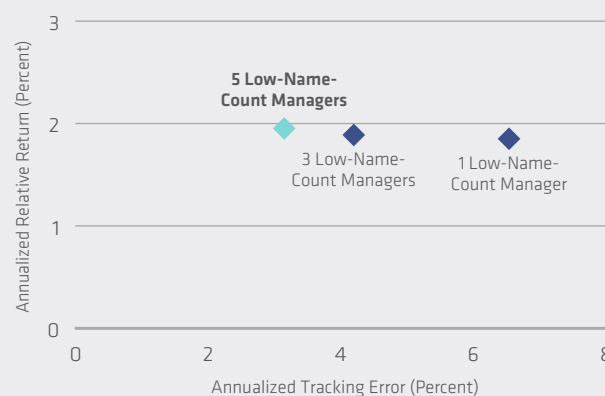 Annualized Relative Return (Percent)
3
2
1
0
5 Low-Name-
Count Managers
3 Low-Name-
Count Managers
1 Low-Name-
Count Manager
0
2
4
6
8
Annualized Tracking Error (Percent)